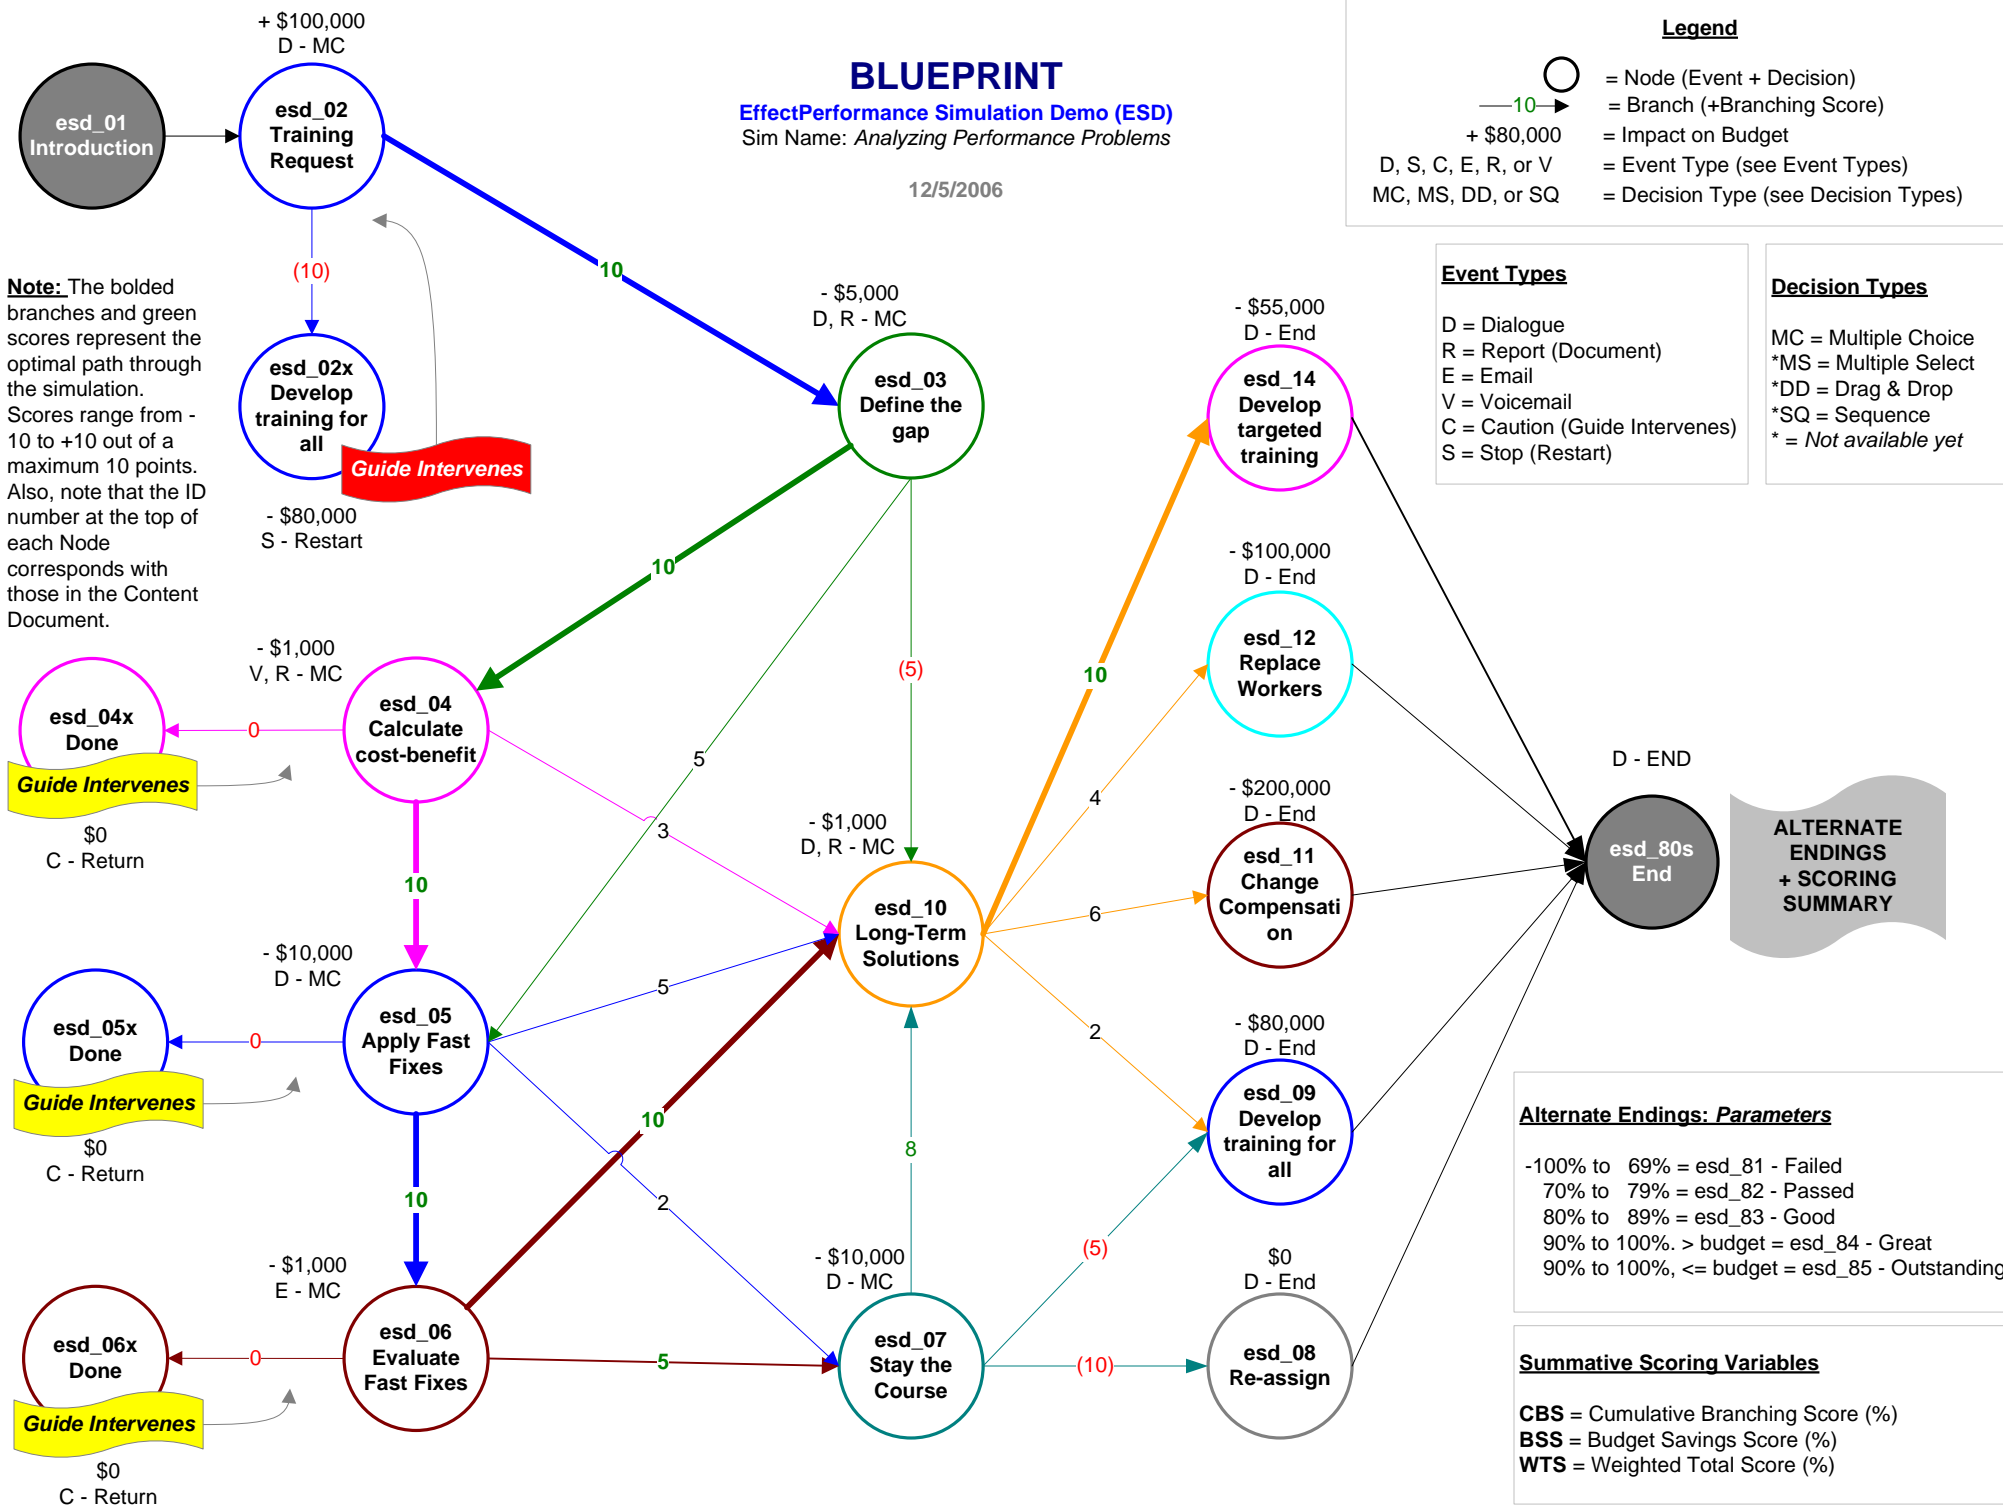 + $100,000
D - MC
esd_01
Introduction
esd_02
Training
Request
BLUEPRINT
EffectPerformance Simulation Demo (ESD)
Sim Name: Analyzing Performance Problems
12/5/2006
Legend
= Node (Event + Decision)
10
= Branch (+Branching Score)
+ $80,000
= Impact on Budget
D, S, C, E, R, or V
= Event Type (see Event Types)
MC, MS, DD, or SQ
= Decision Type (see Decision Types)
Event Types
D = Dialogue
R = Report (Document)
E = Email
V = Voicemail
C = Caution (Guide Intervenes)
S = Stop (Restart)
Decision Types
MC = Multiple Choice
*MS = Multiple Select
*DD = Drag & Drop
*SQ = Sequence
* = Not available yet
Note: The bolded
branches and green
scores represent the
optimal path through
the simulation.
Scores range from -
10 to +10 out of a
maximum 10 points.
Also, note that the ID
number at the top of
each Node
corresponds with
those in the Content
Document.
(10)
10
esd_02x
Develop
training for
all
Guide Intervenes
- $80,000
S - Restart
- $5,000
D, R - MC
esd_03
Define the
gap
- $55,000
D - End
esd_14
Develop
targeted
training
10
(5)
5
10
- $100,000
D - End
esd_12
Replace
Workers
- $1,000
V, R - MC
esd_04
Calculate
cost-benefit
0
esd_04x
Done
Guide Intervenes
$0
C - Return
3
10
4
- $200,000
D - End
esd_11
Change
Compensati
on
6
- $1,000
D, R - MC
esd_10
Long-Term
Solutions
D - END
esd_80s
End
ALTERNATE
ENDINGS
+ SCORING
SUMMARY
- $10,000
D - MC
esd_05
Apply Fast
Fixes
0
esd_05x
Done
Guide Intervenes
$0
C - Return
5
2
- $80,000
D - End
esd_09
Develop
training for
all
10
8
10
2
(5)
Alternate Endings: Parameters
-100% to 69% = esd_81 - Failed
70% to 79% = esd_82 - Passed
80% to 89% = esd_83 - Good
90% to 100%. > budget = esd_84 - Great
90% to 100%, <= budget = esd_85 - Outstanding
- $1,000
E - MC
esd_06
Evaluate
Fast Fixes
0
esd_06x
Done
Guide Intervenes
$0
C - Return
5
- $10,000
D - MC
esd_07
Stay the
Course
(10)
$0
D - End
esd_08
Re-assign
Summative Scoring Variables
CBS = Cumulative Branching Score (%)
BSS = Budget Savings Score (%)
WTS = Weighted Total Score (%)